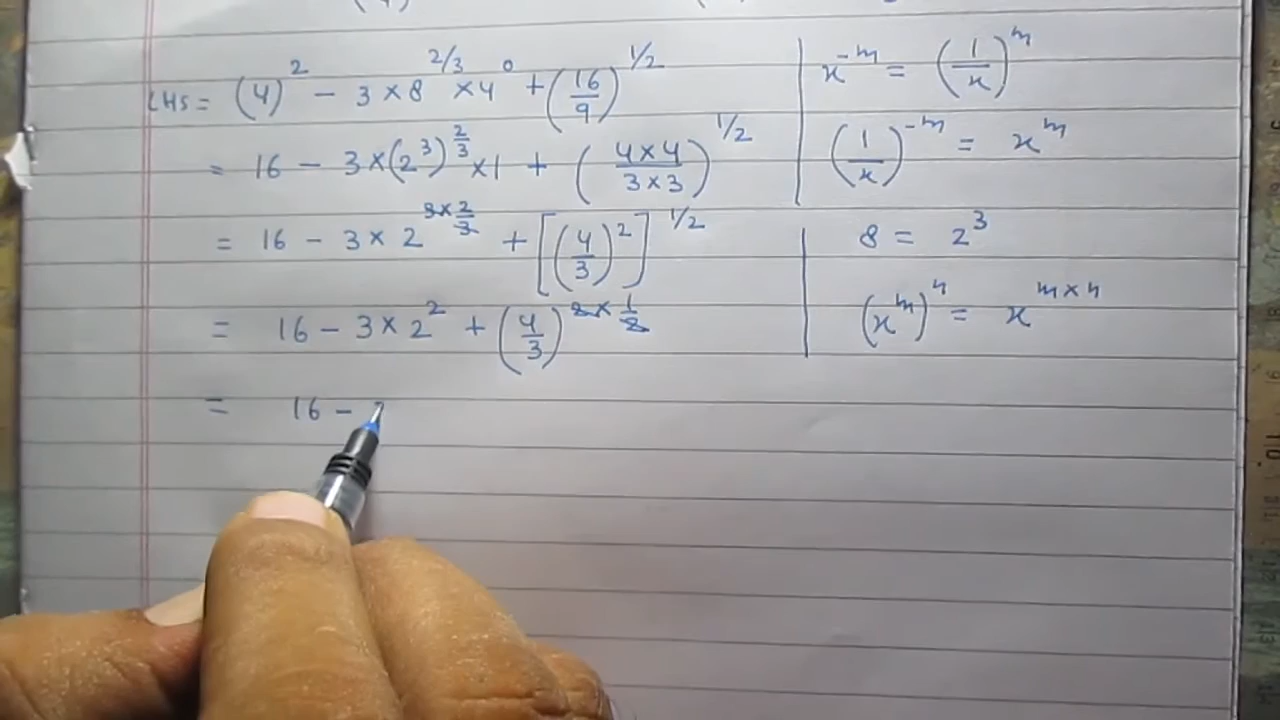 LHS = (4)^2 - 3 × 8^{2/3} × 4^0 + (16/9)^{1/2}
= 16 - 3 × (2^3)^{2/3} × 1 + (4×4/3×3)^{1/2}
= 16 - 3 × 2^{3×2/3} + [(4/3)^2]^{1/2}
= 16 - 3 × 2^2 + (4/3)^{2×1/2}
= 16 -
x^{-m} = (1/x)^m
(1/x)^{-m} = x^m
8 = 2^3
(x^m)^n = x^{m×n}